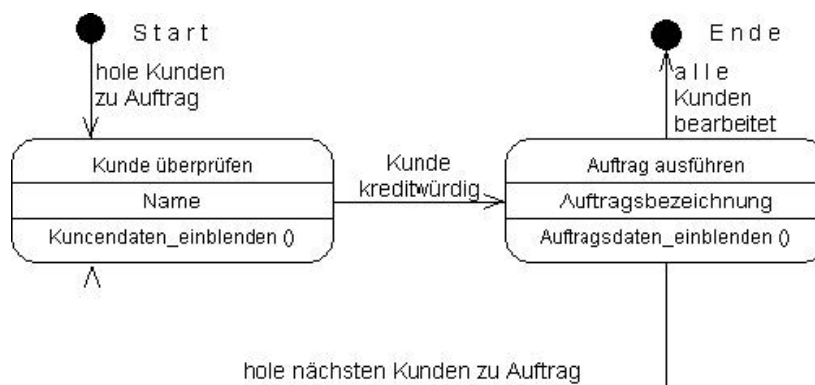 Start
Ende
hole Kunden
zu Auftrag
alle
Kunden
bearbeitet
Kunde überprüfen
Name
Kuncendaten_einblenden ()
Kunde
kreditwürdig
Auftrag ausführen
Auftragsbezeichnung
Auftragsdaten_einblenden ()
hole nächsten Kunden zu Auftrag